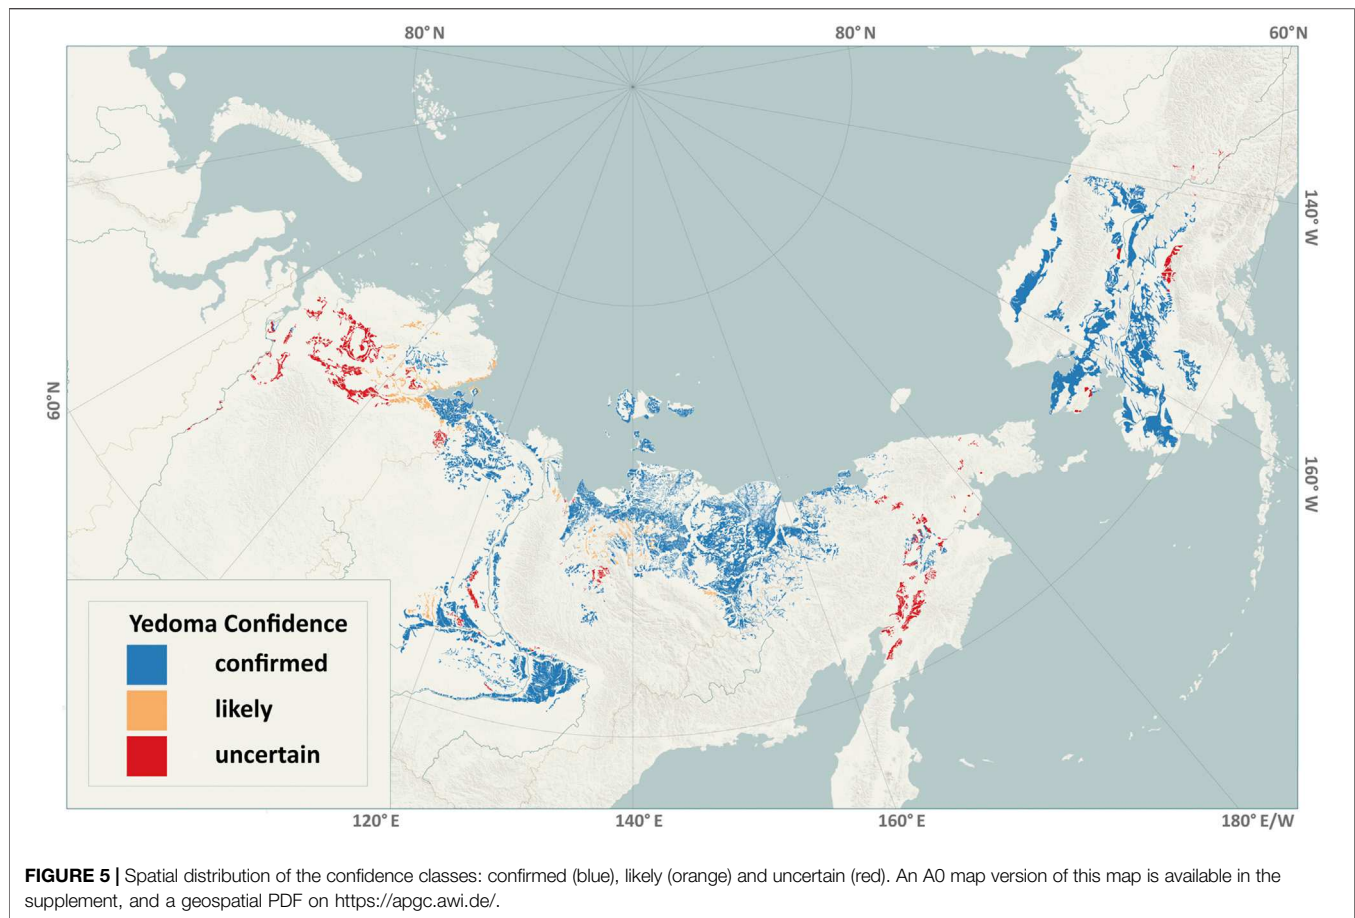 80° N 80° N 60° N
140° W
60° N
160° W
Yedoma Confidence
confirmed
likely
uncertain
120° E 140° E 160° E 180° E/W
FIGURE 5 | Spatial distribution of the confidence classes: confirmed (blue), likely (orange) and uncertain (red). An A0 map version of this map is available in the
supplement, and a geospatial PDF on https://apgc.awi.de/.